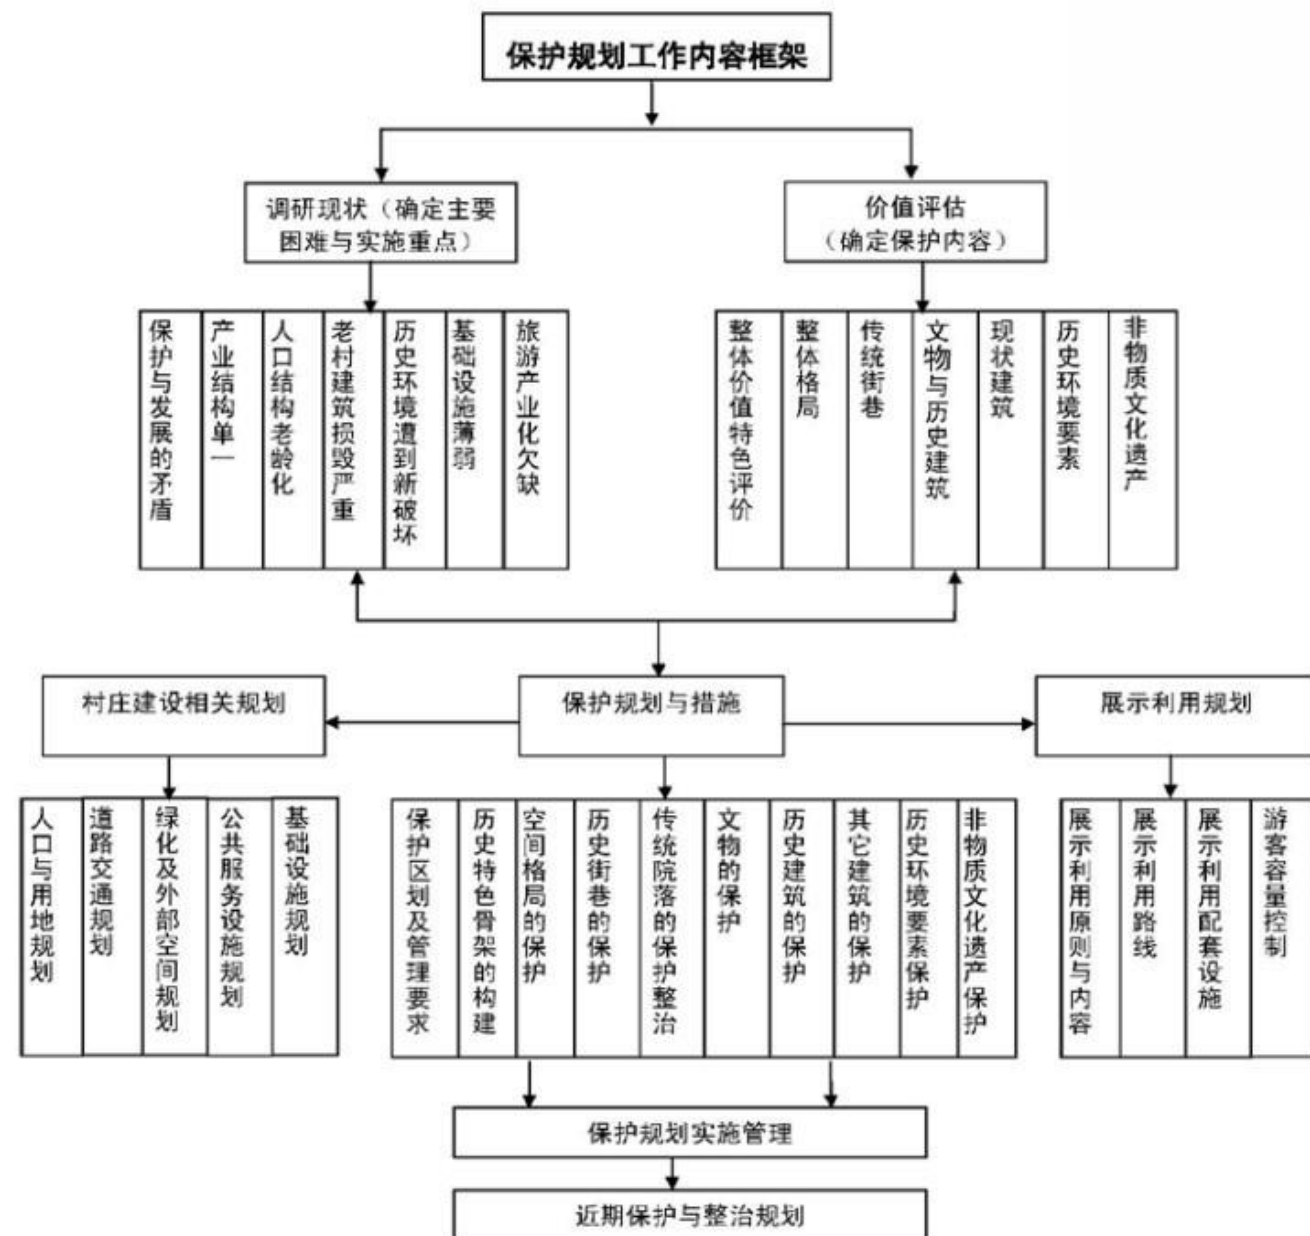 保护规划工作内容框架
调研现状（确定主要
困难与实施重点）
价值评估
（确定保护内容）
保护与发展的矛盾
产业结构单一
人口结构老龄化
老村建筑损毁严重
历史环境遭到新破坏
基础设施薄弱
旅游产业化欠缺
整体价值特色评价
整体格局
传统街巷
文物与历史建筑
现状建筑
历史环境要素
非物质文化遗产
村庄建设相关规划
保护规划与措施
展示利用规划
人口与用地规划
道路交通规划
绿化及外部空间规划
公共服务设施规划
基础设施规划
保护区划及管理要求
历史特色骨架的构建
空间格局的保护
历史街巷的保护
传统院落的保护整治
文物的保护
历史建筑的保护
其它建筑的保护
历史环境要素保护
非物质文化遗产保护
展示利用原则与内容
展示利用路线
展示利用配套设施
游客容量控制
保护规划实施管理
近期保护与整治规划